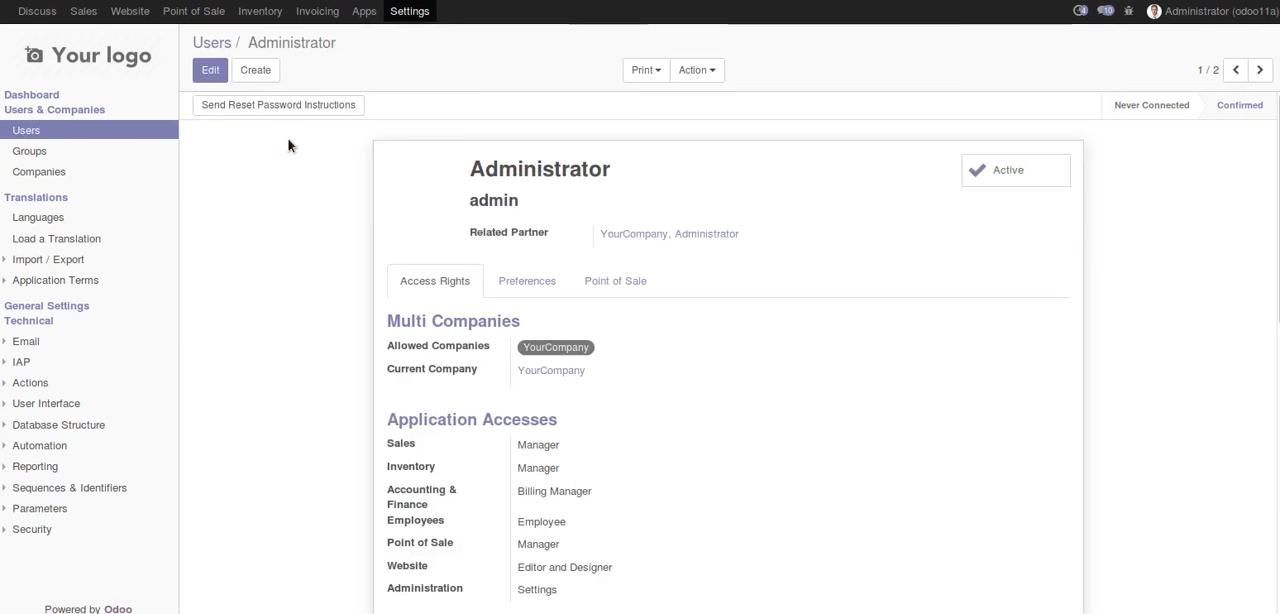 Discuss Sales Website Point of Sale Inventory Invoicing Apps Settings 4 10 Administrator (odoo11a)
Your logo
Users / Administrator
Edit Create Print Action 1 / 2
Dashboard
Users & Companies
Users
Groups
Companies
Translations
Languages
Load a Translation
Import / Export
Application Terms
General Settings
Technical
Email
IAP
Actions
User Interface
Database Structure
Automation
Reporting
Sequences & Identifiers
Parameters
Security
Powered by Odoo
Send Reset Password Instructions Never Connected Confirmed
Administrator
Active
admin
Related Partner YourCompany, Administrator
Access Rights Preferences Point of Sale
Multi Companies
Allowed Companies YourCompany
Current Company YourCompany
Application Accesses
Sales Manager
Inventory Manager
Accounting & Billing Manager
Finance
Employees Employee
Point of Sale Manager
Website Editor and Designer
Administration Settings